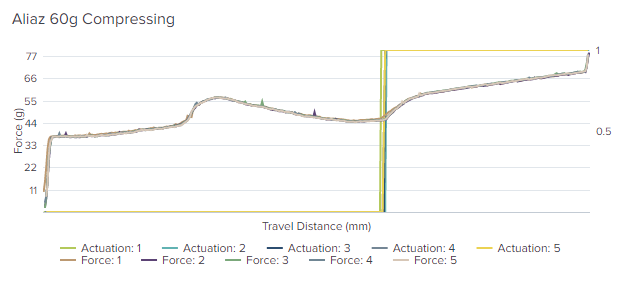 Aliaz 60g Compressing
77
66
55
44
33
22
11
Force (g)
1
0.5
Travel Distance (mm)
Actuation: 1 Actuation: 2 Actuation: 3 Actuation: 4 Actuation: 5
Force: 1 Force: 2 Force: 3 Force: 4 Force: 5